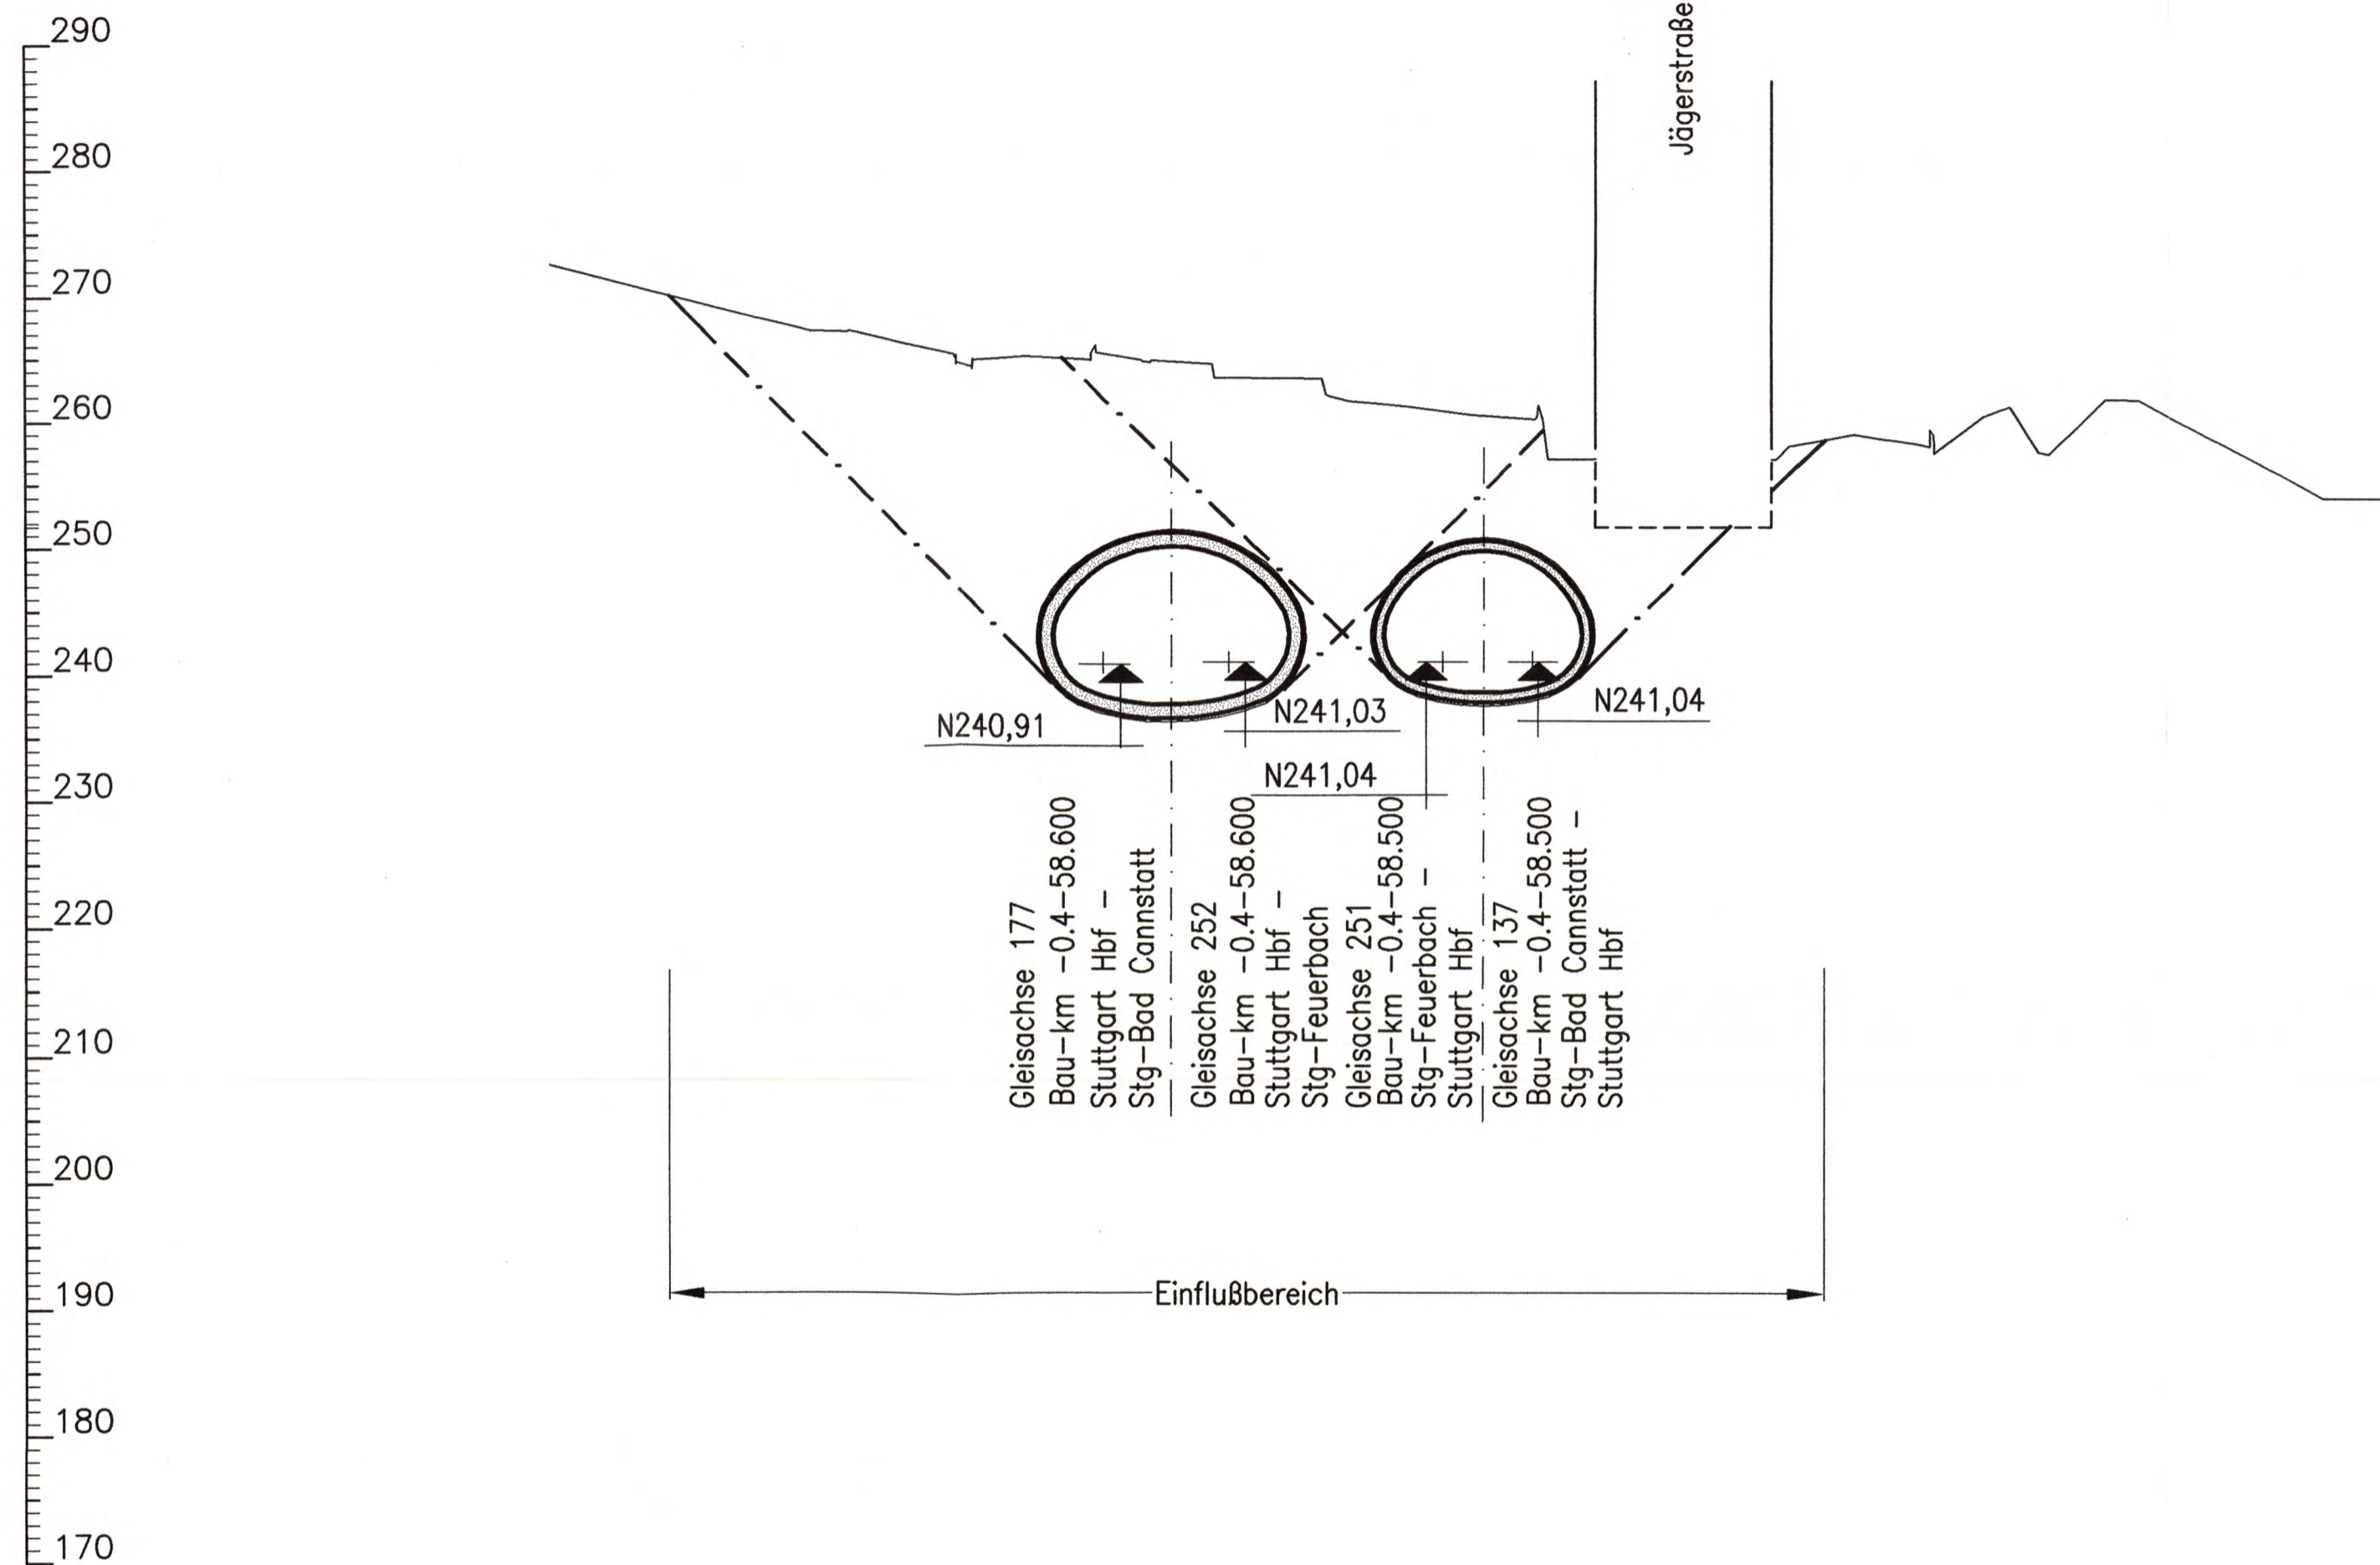 290
280
270
260
250
240
230
220
210
200
190
180
170
Jägerstraße
N240,91
N241,03
N241,04
N241,04
Gleisachse 177
Bau-km -0.4-58.600
Stuttgart Hbf -
Stg-Bad Cannstatt
Gleisachse 252
Bau-km -0.4-58.600
Stuttgart Hbf -
Stg-Feuerbach
Gleisachse 251
Bau-km -0.4-58.500
Stg-Feuerbach -
Stuttgart Hbf
Gleisachse 137
Bau-km -0.4-58.500
Stg-Bad Cannstatt -
Stuttgart Hbf
Einflußbereich